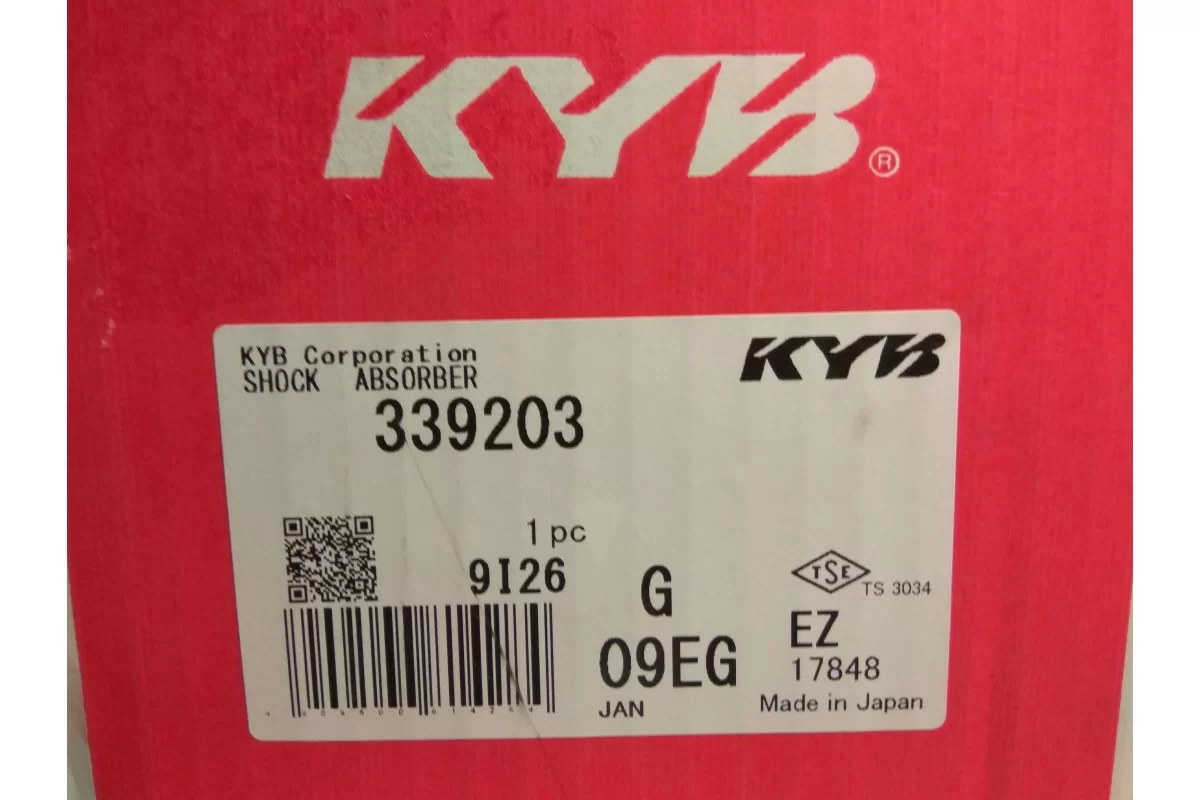 KYB®
KYB Corporation
KYB
SHOCK ABSORBER
339203
1 pc
9I26
G
TSE
TS 3034
09EG
EZ
17848
JAN
Made in Japan